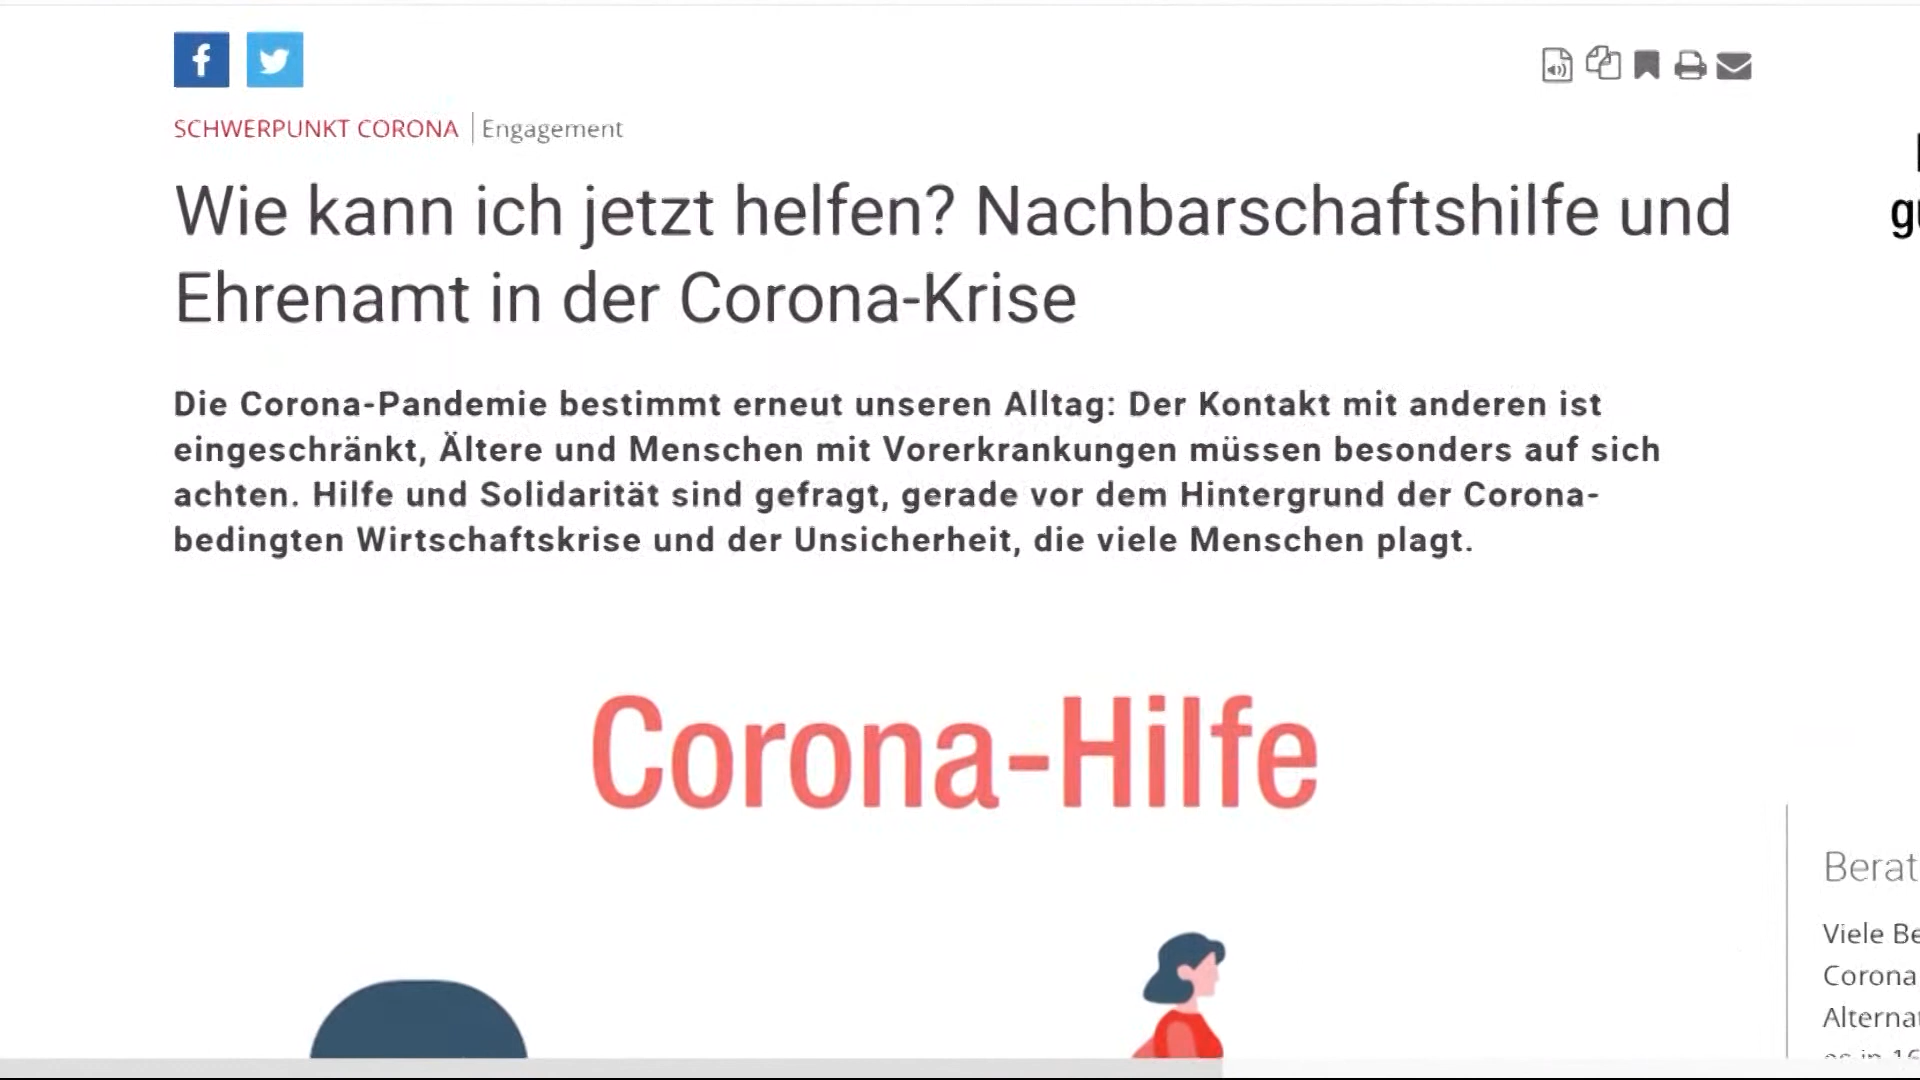 SCHWERPUNKT CORONA | Engagement
Wie kann ich jetzt helfen? Nachbarschaftshilfe und
Ehrenamt in der Corona-Krise
Die Corona-Pandemie bestimmt erneut unseren Alltag: Der Kontakt mit anderen ist
eingeschränkt, Ältere und Menschen mit Vorerkrankungen müssen besonders auf sich
achten. Hilfe und Solidarität sind gefragt, gerade vor dem Hintergrund der Corona-
bedingten Wirtschaftskrise und der Unsicherheit, die viele Menschen plagt.
Corona-Hilfe
Viele
Corona